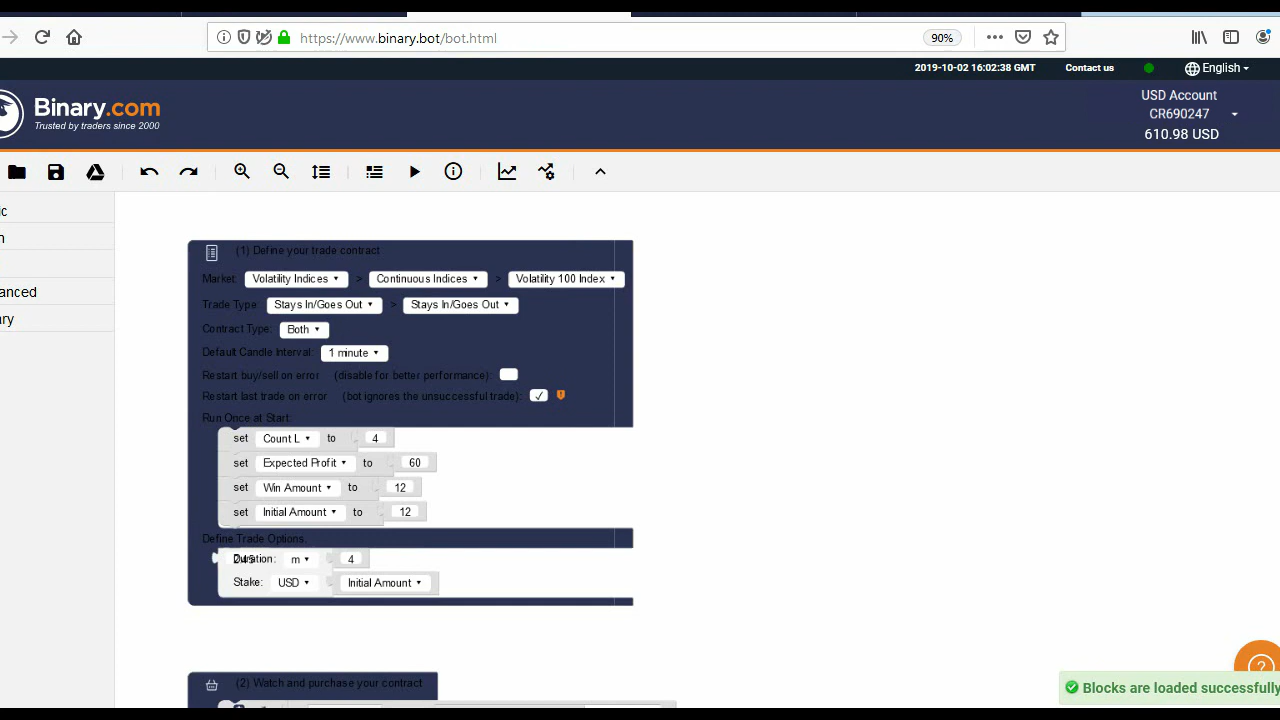 https://www.binary.bot/bot.html
90%
2019-10-02 16:02:38 GMT
Contact us
English
Binary.com
Trusted by traders since 2000
USD Account
CR690247
610.98 USD
(1) Define your trade contract
Market: Volatility Indices > Continuous Indices > Volatility 100 Index
Trade Type: Stays In/Goes Out > Stays In/Goes Out
Contract Type: Both
Default Candle Interval: 1 minute
Restart buy/sell on error (disable for better performance):
Restart last trade on error (bot ignores the unsuccessful trade): ✓
Run Once at Start:
set Count L to 4
set Expected Profit to 60
set Win Amount to 12
set Initial Amount to 12
Define Trade Options:
Duration: m 4
Stake: USD Initial Amount
(2) Watch and purchase your contract
Blocks are loaded successfully